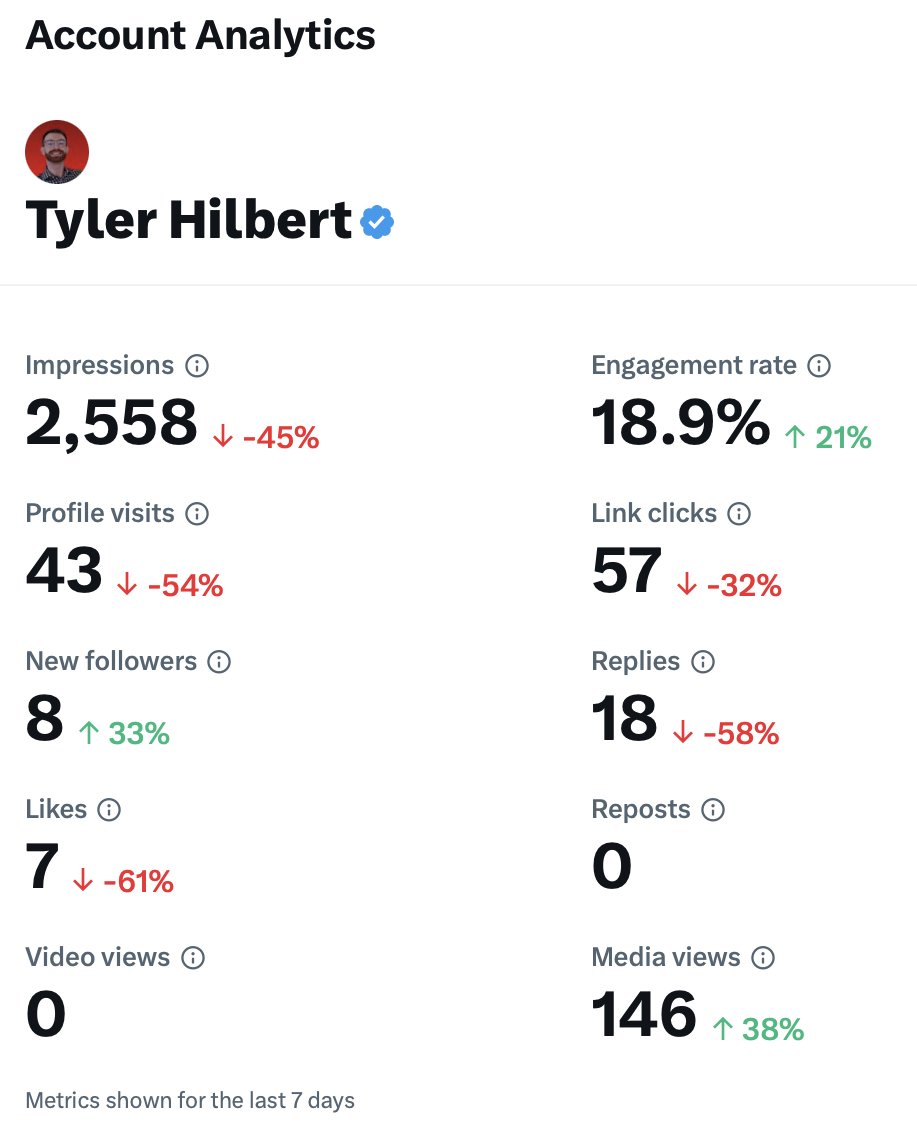 Account Analytics
Tyler Hilbert
Impressions
Engagement rate
2,558 ↓ -45%
18.9% ↑ 21%
Profile visits
Link clicks
43 ↓ -54%
57 ↓ -32%
New followers
Replies
8 ↑ 33%
18 ↓ -58%
Likes
Reposts
7 ↓ -61%
0
Video views
Media views
0
146 ↑ 38%
Metrics shown for the last 7 days